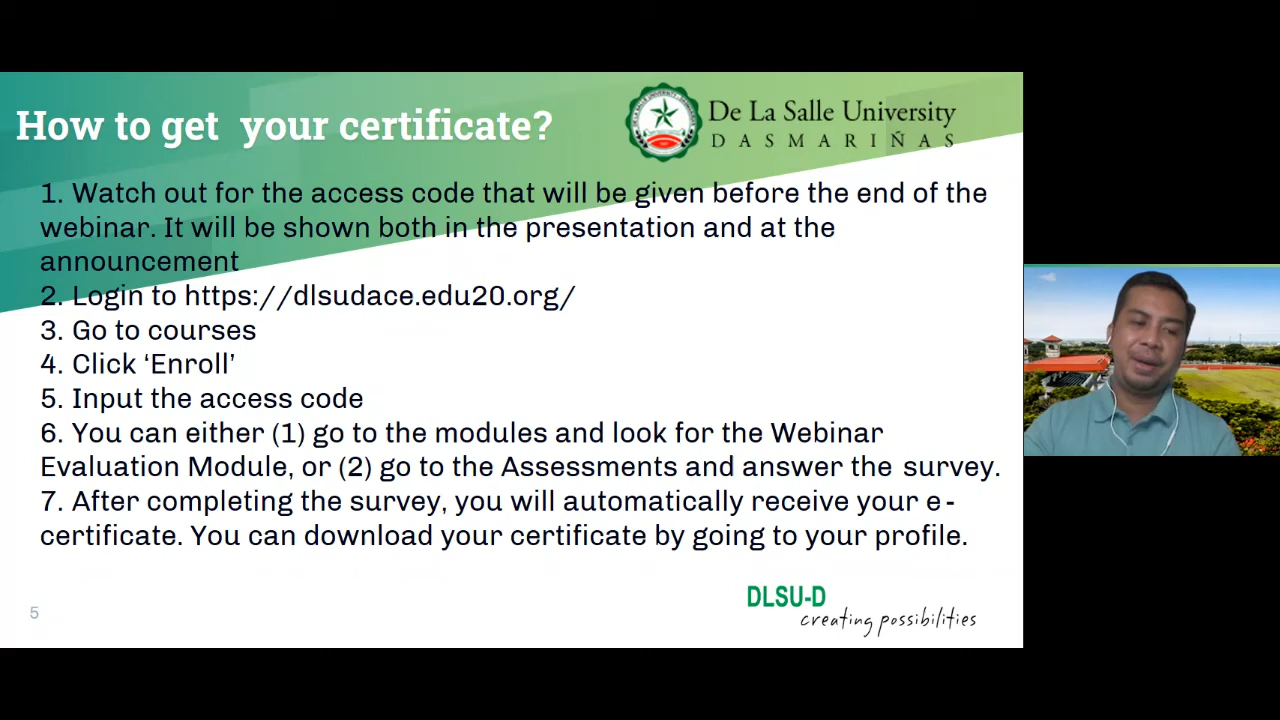 How to get your certificate?
De La Salle University
DASMARIÑAS
1. Watch out for the access code that will be given before the end of the
webinar. It will be shown both in the presentation and at the
announcement
2. Login to https://dlsudace.edu20.org/
3. Go to courses
4. Click ‘Enroll’
5. Input the access code
6. You can either (1) go to the modules and look for the Webinar
Evaluation Module, or (2) go to the Assessments and answer the survey.
7. After completing the survey, you will automatically receive your e-
certificate. You can download your certificate by going to your profile.
5
DLSU-D
creating possibilities